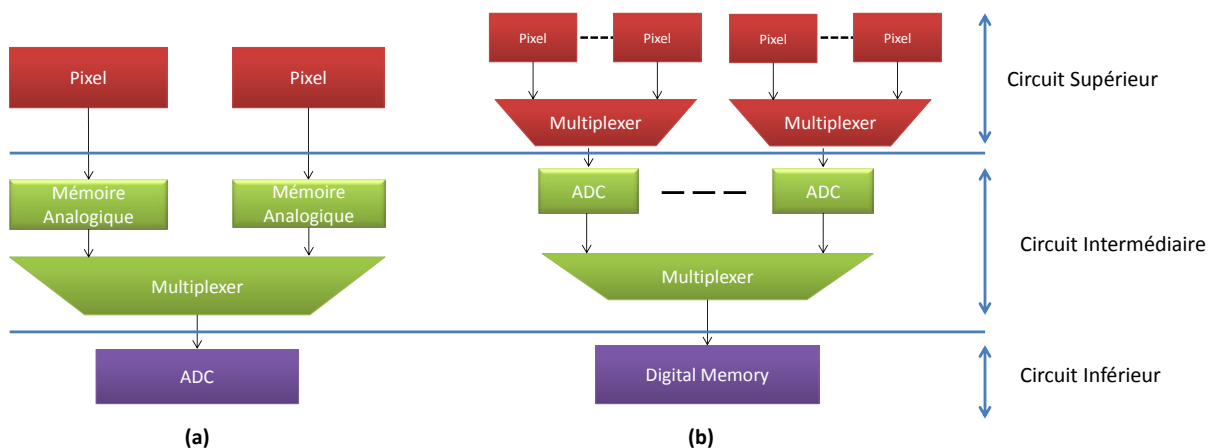 Pixel
Pixel
Pixel
Pixel
Pixel
Pixel
Circuit Supérieur
Multiplexer
Multiplexer
Mémoire
Analogique
Mémoire
Analogique
ADC
ADC
Circuit Intermédiaire
Multiplexer
Multiplexer
ADC
Digital Memory
Circuit Inférieur
(a)
(b)